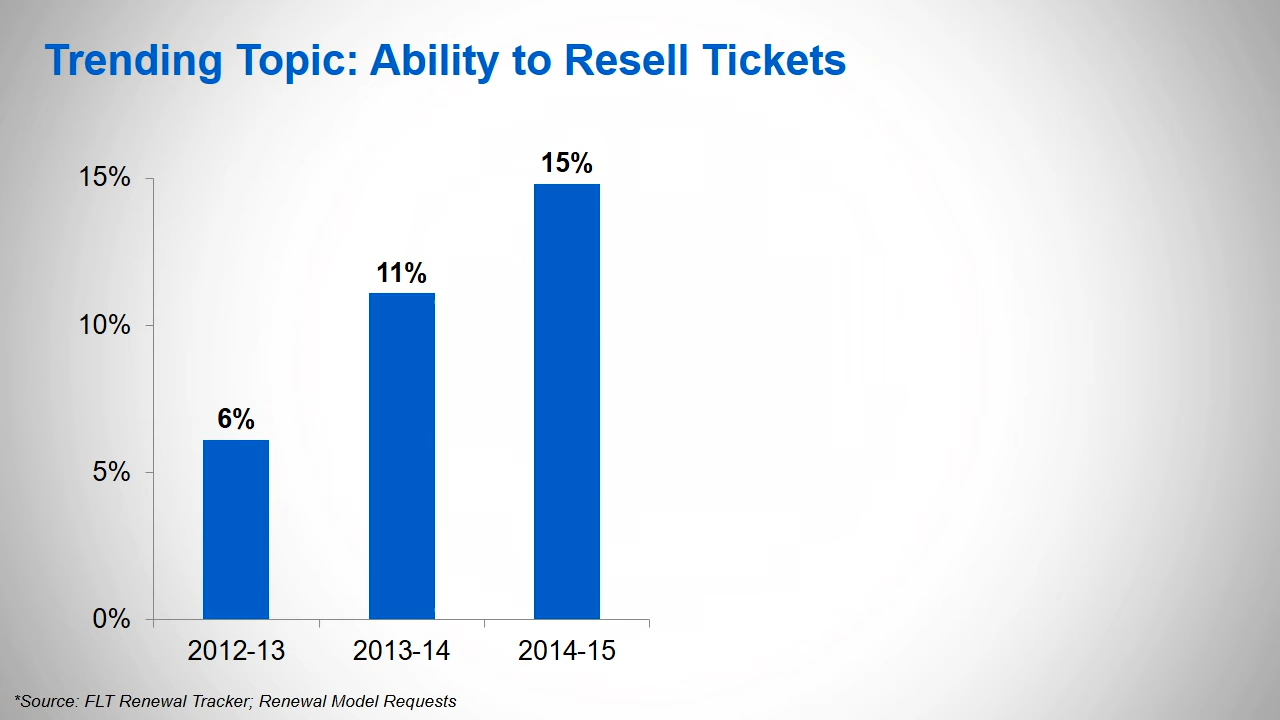 Trending Topic: Ability to Resell Tickets
15%
15%
11%
10%
6%
5%
0%
2012-13 2013-14 2014-15
*Source: FLT Renewal Tracker; Renewal Model Requests